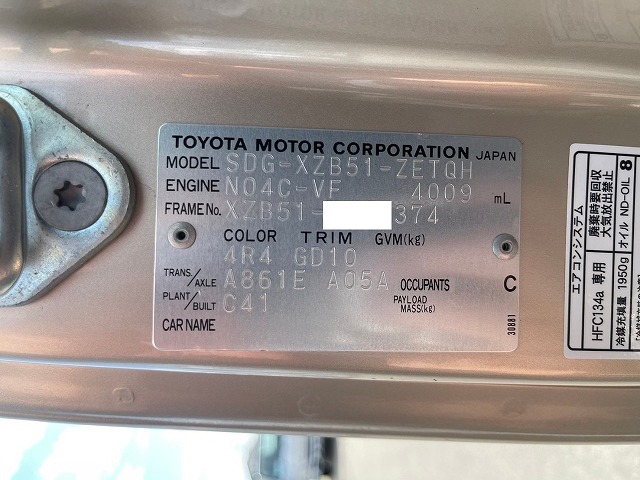 TOYOTA MOTOR CORPORATION JAPAN
MODEL SDG-XZB51-ZETQH
ENGINE N04C-VF 4009 mL
FRAME No. XZB51- 374
COLOR TRIM GVM(kg)
4R4 GD10
TRANS./AXLE A861E A05A OCCUPANTS C
PLANT/BUILT C41 PAYLOAD MASS(kg)
CAR NAME
30881
エアコンシステム
廃棄時要回収
大気放出禁止
HFC134a 専用
冷媒充填量 1950g オイル ND-OIL 8